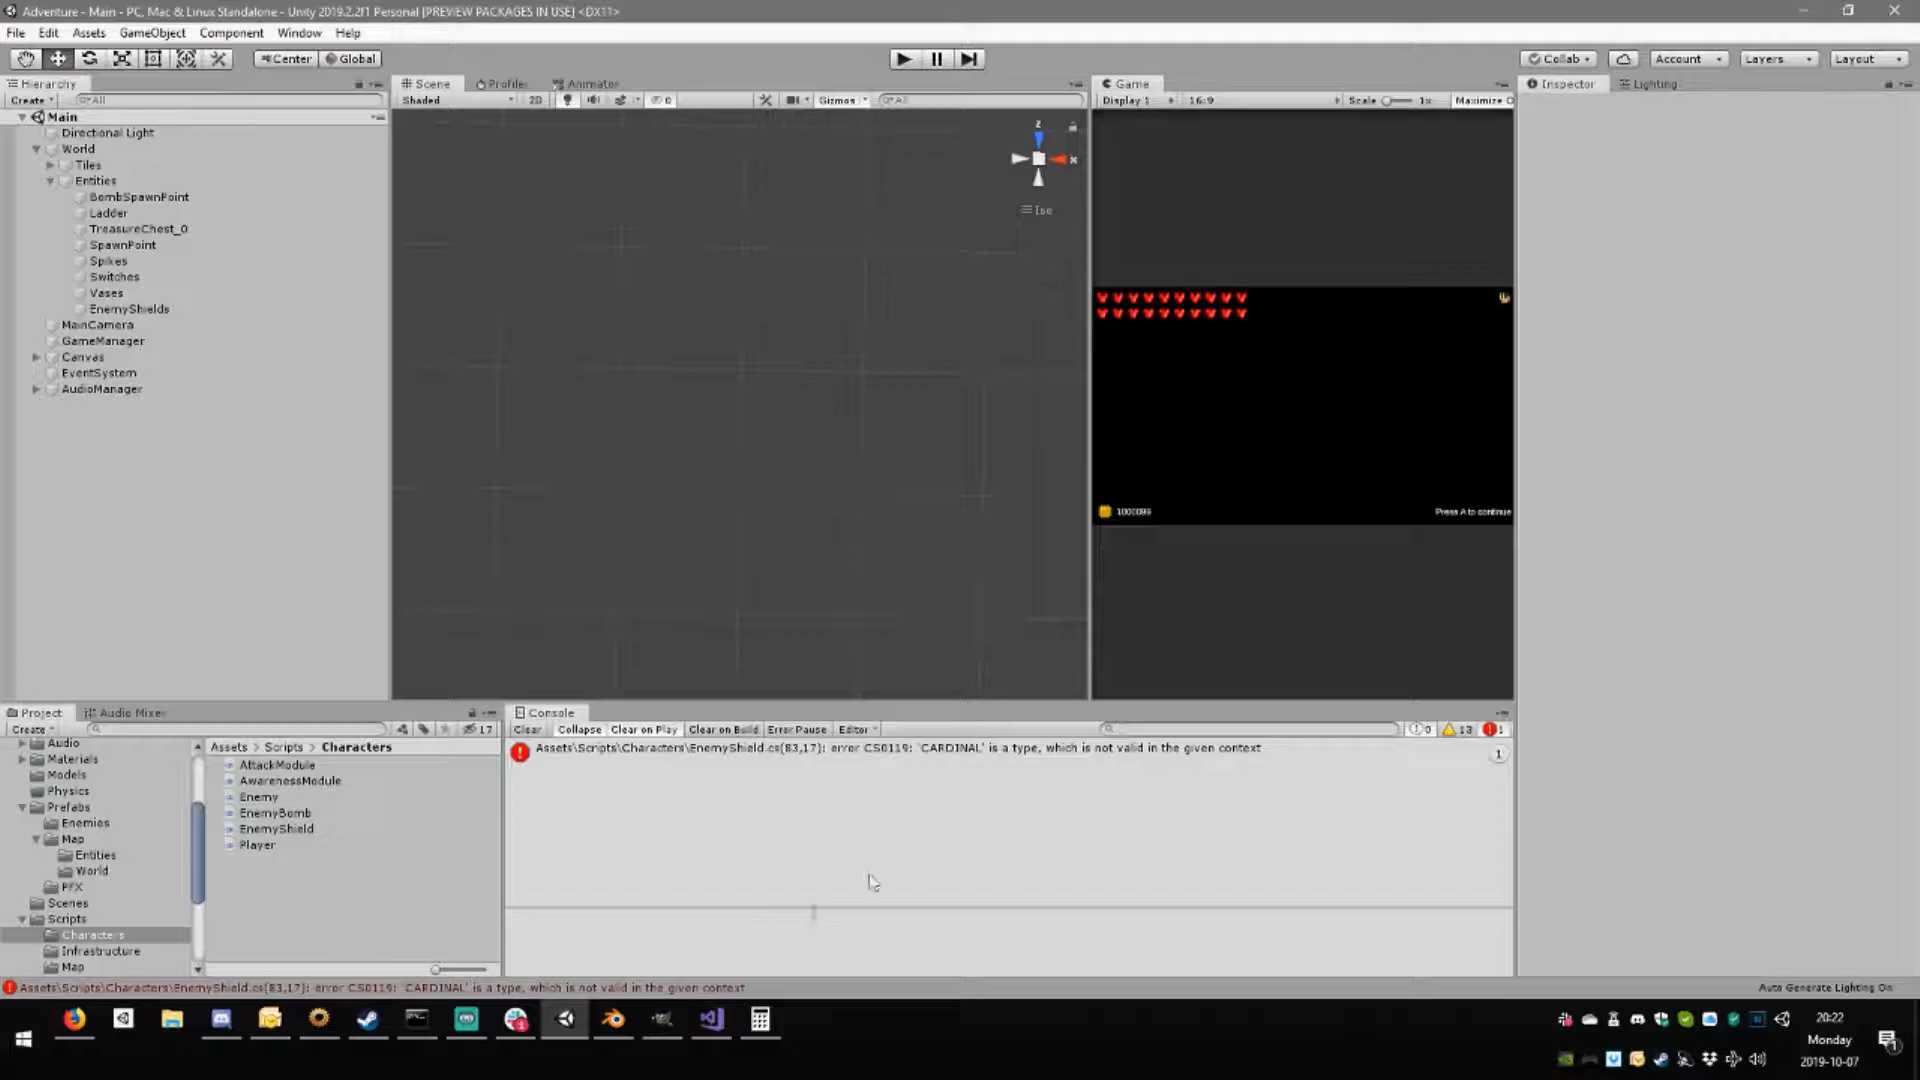 Adventure - Main - PC, Mac & Linux Standalone - Unity 2019.2.2f1 Personal [PREVIEW PACKAGES IN USE] <DX11>
File Edit Assets GameObject Component Window Help
Center Global
Collab Account Layers Layout
Hierarchy
Scene Profiler Animator
Game
Inspector Lighting
Create All
Shaded 2D 0 Gizmos All
Display 1 16:9 Scale 1x Maximize O
Main
Directional Light
World
Tiles
Entities
BombSpawnPoint
Ladder
TreasureChest_0
SpawnPoint
Spikes
Switches
Vases
EnemyShields
MainCamera
GameManager
Canvas
EventSystem
AudioManager
z
x
Iso
1000099
Press A to continue
Project Audio Mixer
Create 17
Audio
Materials
Models
Physics
Prefabs
Enemies
Map
Entities
World
PFX
Scenes
Scripts
Characters
Infrastructure
Map
Assets > Scripts > Characters
AttackModule
AwarenessModule
Enemy
EnemyBomb
EnemyShield
Player
Console
Clear Collapse Clear on Play Clear on Build Error Pause Editor 0 13 1
Assets\Scripts\Characters\EnemyShield.cs(83,17): error CS0119: 'CARDINAL' is a type, which is not valid in the given context
1
Assets\Scripts\Characters\EnemyShield.cs(83,17): error CS0119: 'CARDINAL' is a type, which is not valid in the given context
Auto Generate Lighting On
20:22
Monday
2019-10-07